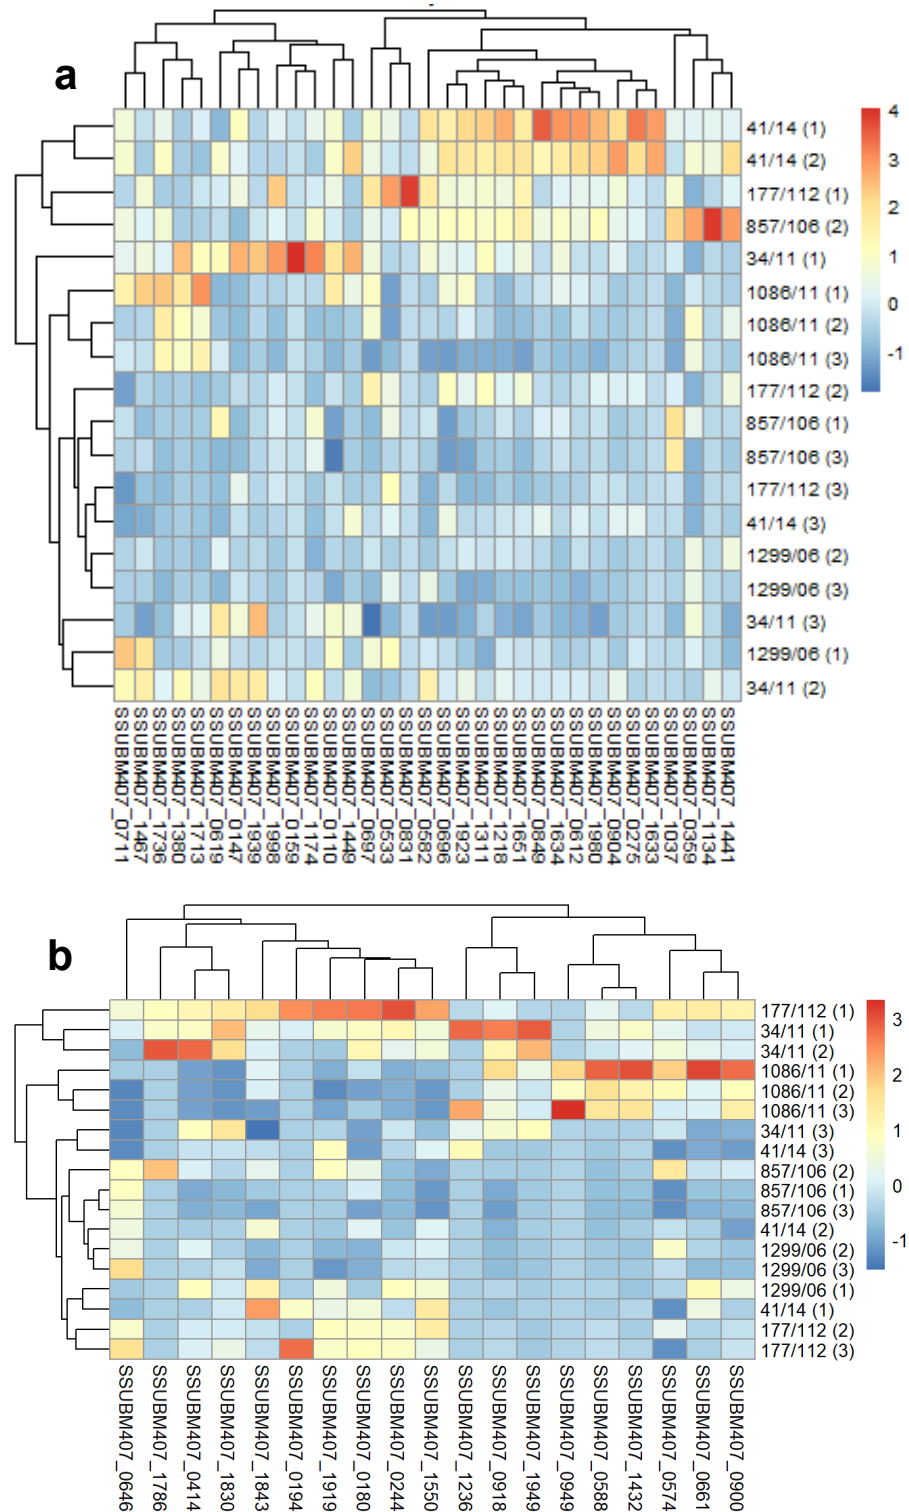 a
4
3
2
1
0
-1
41/14 (1)
41/14 (2)
177/112 (1)
857/106 (2)
34/11 (1)
1086/11 (1)
1086/11 (2)
1086/11 (3)
177/112 (2)
857/106 (1)
857/106 (3)
177/112 (3)
41/14 (3)
1299/06 (2)
1299/06 (3)
34/11 (3)
1299/06 (1)
34/11 (2)
SSUBM407_0711
SSUBM407_1467
SSUBM407_1736
SSUBM407_1380
SSUBM407_1713
SSUBM407_0619
SSUBM407_0147
SSUBM407_1939
SSUBM407_1998
SSUBM407_0159
SSUBM407_1174
SSUBM407_0110
SSUBM407_1449
SSUBM407_0697
SSUBM407_0533
SSUBM407_0831
SSUBM407_0582
SSUBM407_0696
SSUBM407_1923
SSUBM407_1311
SSUBM407_1218
SSUBM407_1651
SSUBM407_0849
SSUBM407_1634
SSUBM407_0612
SSUBM407_1980
SSUBM407_0904
SSUBM407_0275
SSUBM407_1633
SSUBM407_1037
SSUBM407_0359
SSUBM407_1134
SSUBM407_1441
b
3
2
1
0
-1
177/112 (1)
34/11 (1)
34/11 (2)
1086/11 (1)
1086/11 (2)
1086/11 (3)
34/11 (3)
41/14 (3)
857/106 (2)
857/106 (1)
857/106 (3)
41/14 (2)
1299/06 (2)
1299/06 (3)
1299/06 (1)
41/14 (1)
177/112 (2)
177/112 (3)
SSUBM407_0646
SSUBM407_1786
SSUBM407_0414
SSUBM407_1830
SSUBM407_1843
SSUBM407_0194
SSUBM407_1919
SSUBM407_0180
SSUBM407_0244
SSUBM407_1550
SSUBM407_1236
SSUBM407_0918
SSUBM407_1949
SSUBM407_0949
SSUBM407_0588
SSUBM407_1432
SSUBM407_0574
SSUBM407_0661
SSUBM407_0900